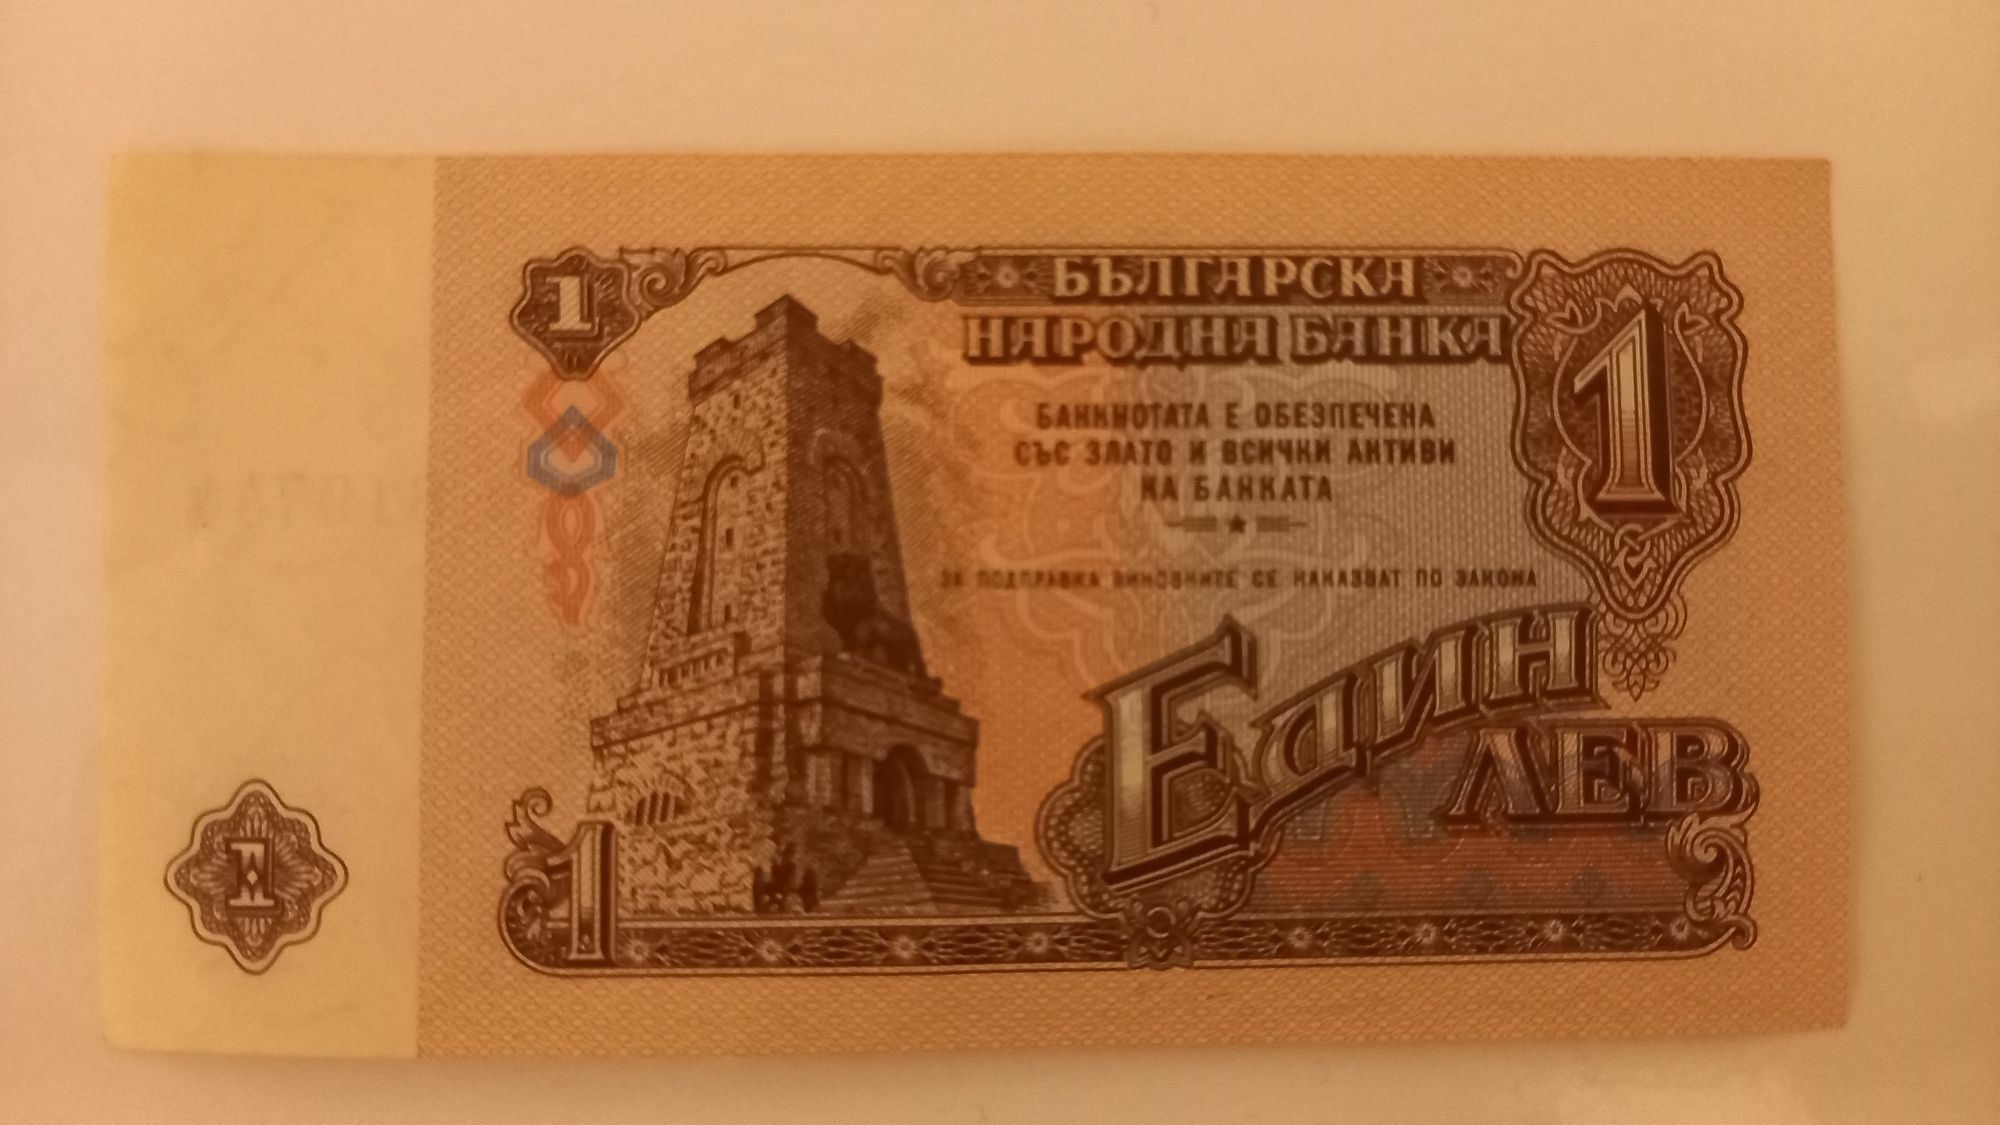 1
БЪЛГАРСКА
НАРОДНА БАНКА
1
БАНКНОТАТА Е ОБЕЗПЕЧЕНА
СЪС ЗЛАТО И ВСИЧКИ АКТИВИ
НА БАНКАТА
ЗА ПОДПРАВКА ВИНОВНИТЕ СЕ НАКАЗВАТ ПО ЗАКОНА
Един
ЛЕВ
1
1